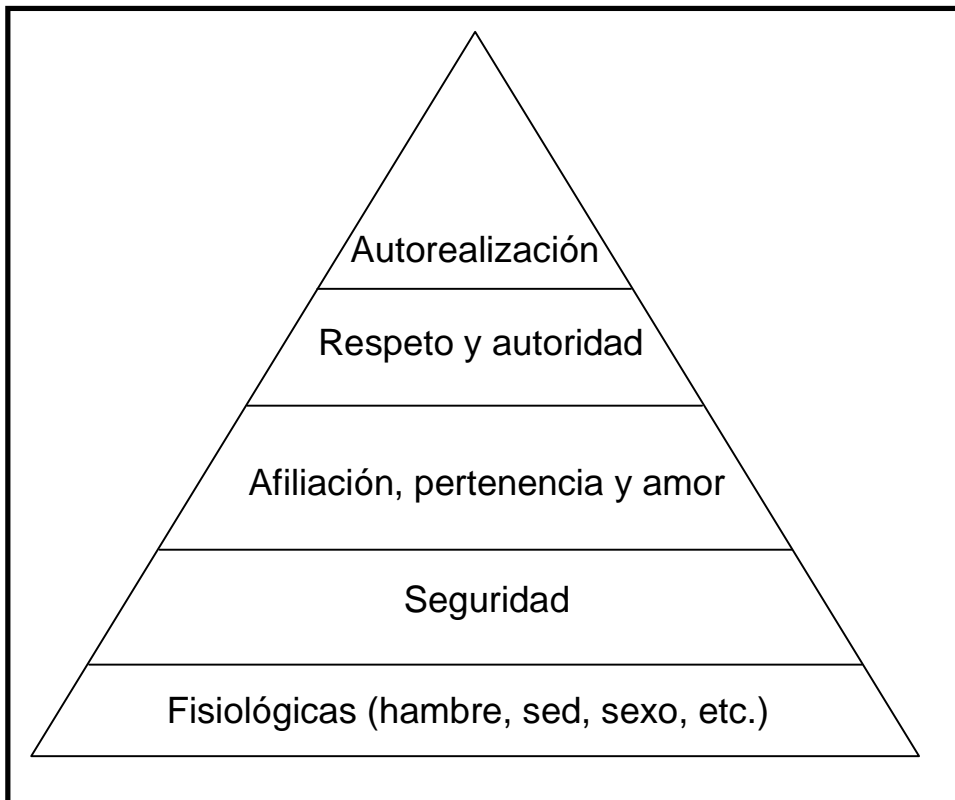 Autorealización
Respeto y autoridad
Afiliación, pertenencia y amor
Seguridad
Fisiológicas (hambre, sed, sexo, etc.)